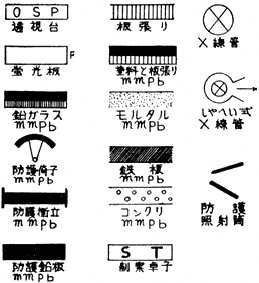 OSP
透視台
F
螢光板
鉛ガラス
mmpb
防護椅子
mmpb
防護衝立
mmpb
防護鉛板
mmpb
板張り
塗料と板張り
mmpb
モルタル
mmpb
鉄板
mmpb
コンクリ
mmpb
ST
制禦卓子
X線管
しゃへい式
X線管
防護
照射筒